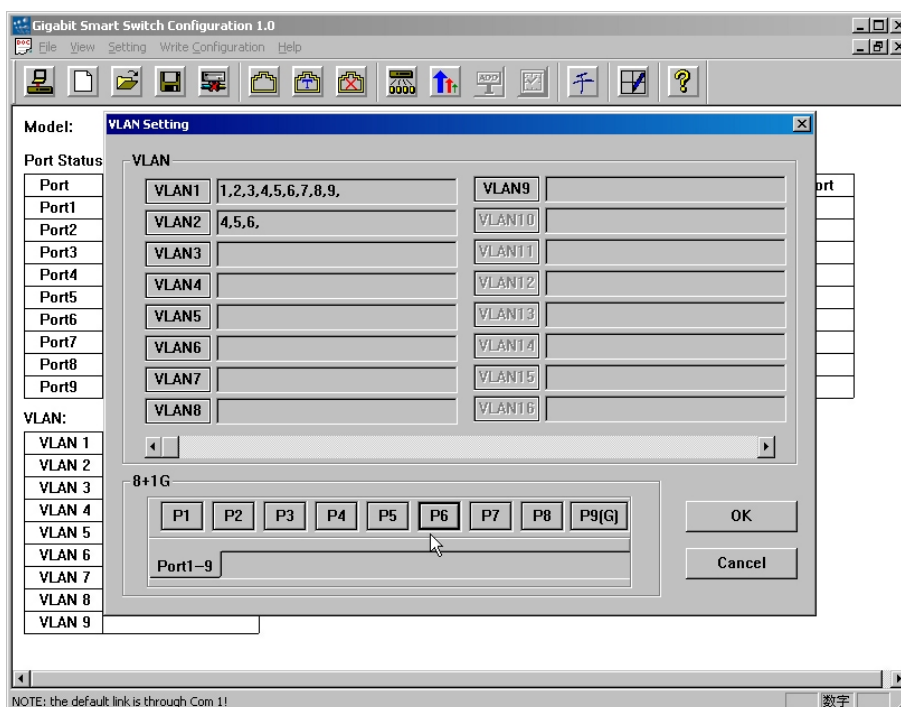 Gigabit Smart Switch Configuration 1.0
File View Setting Write Configuration Help
Model:
VLAN Setting
Port Status
Port
Port1
Port2
Port3
Port4
Port5
Port6
Port7
Port8
Port9
ort
VLAN:
VLAN 1
VLAN 2
VLAN 3
VLAN 4
VLAN 5
VLAN 6
VLAN 7
VLAN 8
VLAN 9
VLAN
VLAN1 1,2,3,4,5,6,7,8,9,
VLAN2 4,5,6,
VLAN3
VLAN4
VLAN5
VLAN6
VLAN7
VLAN8
VLAN9
VLAN10
VLAN11
VLAN12
VLAN13
VLAN14
VLAN15
VLAN16
8+1G
P1 P2 P3 P4 P5 P6 P7 P8 P9(G)
Port1-9
OK
Cancel
NOTE: the default link is through Com 1!
数字